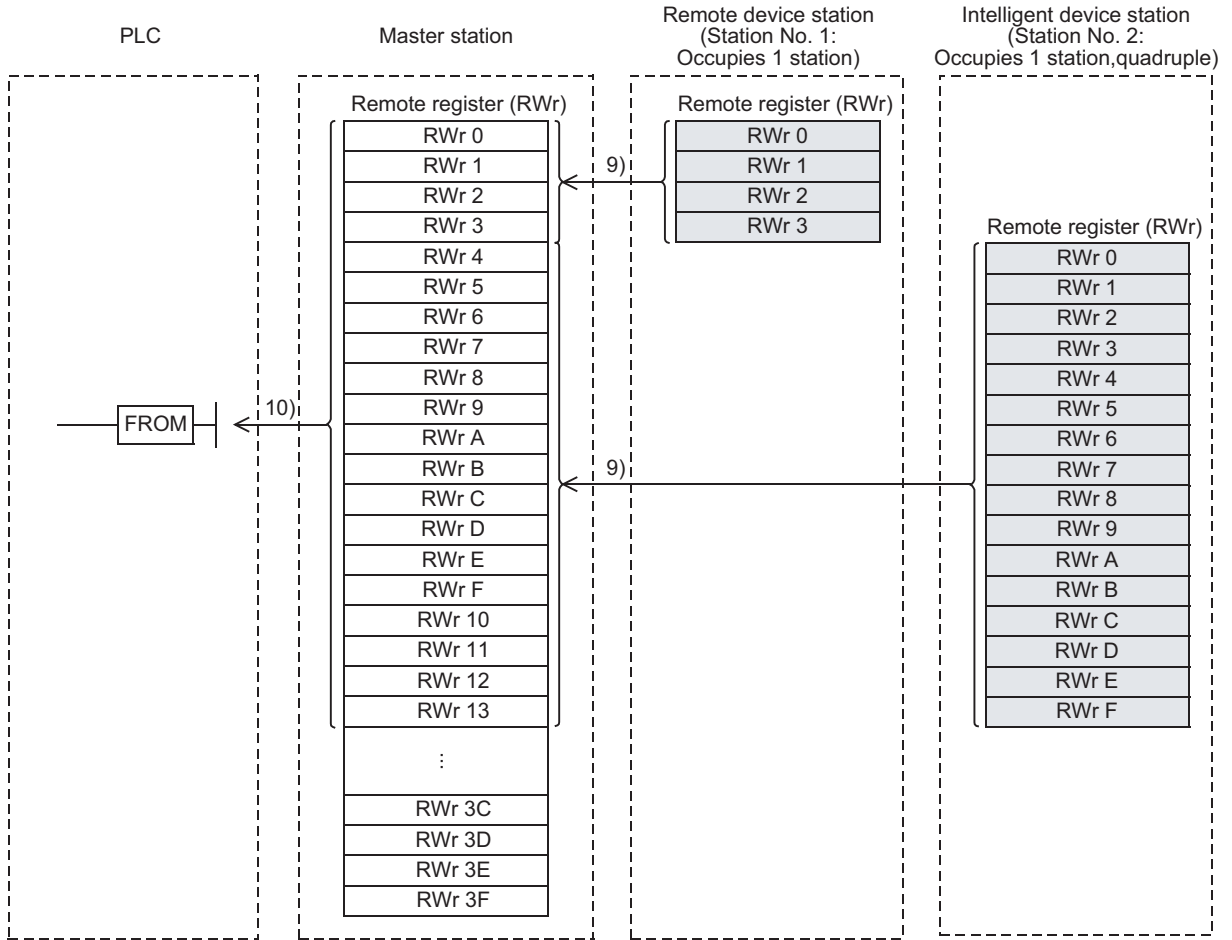 PLC
Master station
Remote device station
(Station No. 1:
Occupies 1 station)
Intelligent device station
(Station No. 2:
Occupies 1 station,quadruple)
Remote register (RWr)
RWr 0
RWr 1
RWr 2
RWr 3
RWr 4
RWr 5
RWr 6
RWr 7
RWr 8
RWr 9
RWr A
RWr B
RWr C
RWr D
RWr E
RWr F
RWr 10
RWr 11
RWr 12
RWr 13
...
RWr 3C
RWr 3D
RWr 3E
RWr 3F
9)
9)
10)
FROM
Remote register (RWr)
RWr 0
RWr 1
RWr 2
RWr 3
Remote register (RWr)
RWr 0
RWr 1
RWr 2
RWr 3
RWr 4
RWr 5
RWr 6
RWr 7
RWr 8
RWr 9
RWr A
RWr B
RWr C
RWr D
RWr E
RWr F